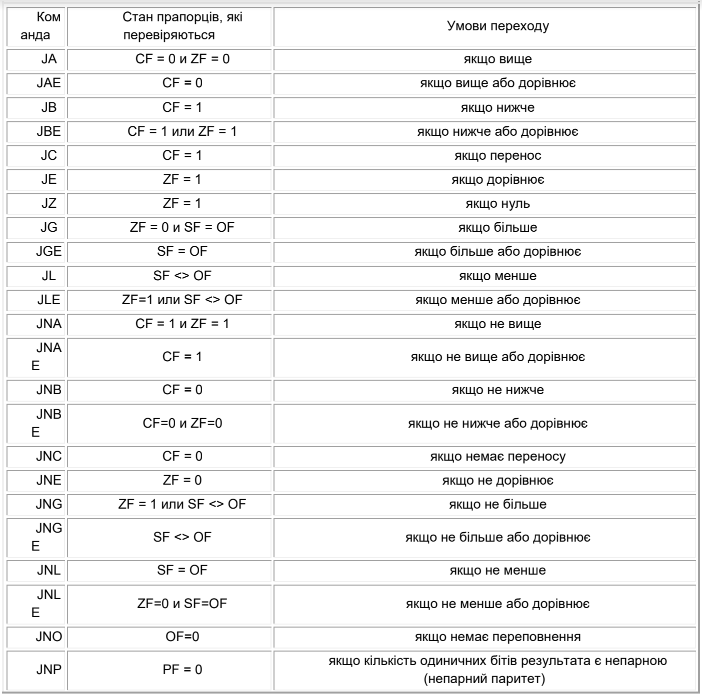 Ком Стан прапорців, які Умови переходу
анда перевіряються
JA CF = 0 и ZF = 0 якщо вище
JAE CF = 0 якщо вище або дорівнює
JB CF = 1 якщо нижче
JBE CF = 1 или ZF = 1 якщо нижче або дорівнює
JC CF = 1 якщо перенос
JE ZF = 1 якщо дорівнює
JZ ZF = 1 якщо нуль
JG ZF = 0 и SF = OF якщо більше
JGE SF = OF якщо більше або дорівнює
JL SF <> OF якщо менше
JLE ZF=1 или SF <> OF якщо менше або дорівнює
JNA CF = 1 и ZF = 1 якщо не вище
JNA
E CF = 1 якщо не вище або дорівнює
JNB CF = 0 якщо не нижче
JNB
E CF=0 и ZF=0 якщо не нижче або дорівнює
JNC CF = 0 якщо немає переносу
JNE ZF = 0 якщо не дорівнює
JNG ZF = 1 или SF <> OF якщо не більше
JNG
E SF <> OF якщо не більше або дорівнює
JNL SF = OF якщо не менше
JNL
E ZF=0 и SF=OF якщо не менше або дорівнює
JNO OF=0 якщо немає переповнення
JNP PF = 0 якщо кількість одиничних бітів результата є непарною
(непарний паритет)